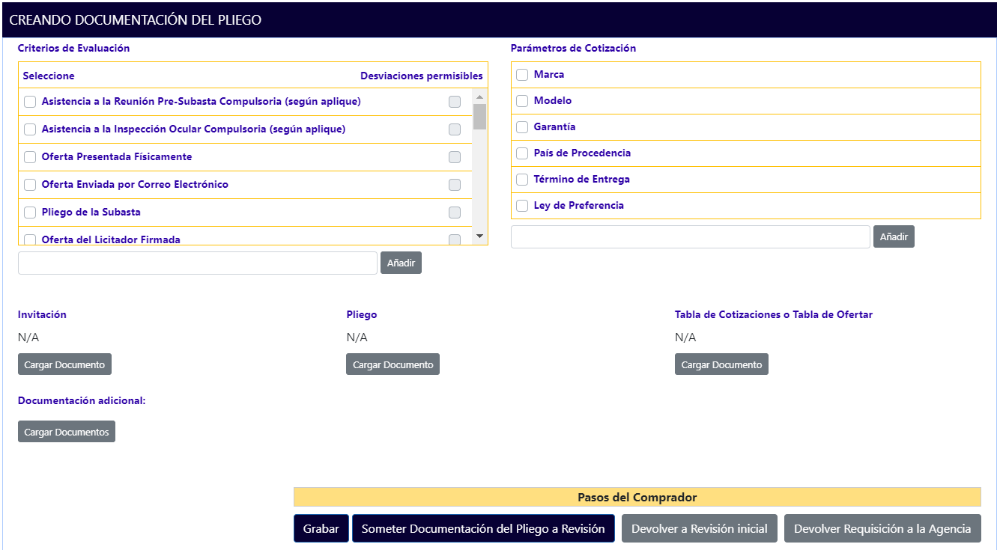 CREANDO DOCUMENTACIÓN DEL PLIEGO
Criterios de Evaluación
Seleccione Desviaciones permisibles
Asistencia a la Reunión Pre-Subasta Compulsoria (según aplique)
Asistencia a la Inspección Ocular Compulsoria (según aplique)
Oferta Presentada Físicamente
Oferta Enviada por Correo Electrónico
Pliego de la Subasta
Oferta del Licitador Firmada
Añadir
Parámetros de Cotización
Marca
Modelo
Garantía
País de Procedencia
Término de Entrega
Ley de Preferencia
Añadir
Invitación Pliego Tabla de Cotizaciones o Tabla de Ofertar
N/A N/A N/A
Cargar Documento Cargar Documento Cargar Documento
Documentación adicional:
Cargar Documentos
Pasos del Comprador
Grabar Someter Documentación del Pliego a Revisión Devolver a Revisión inicial Devolver Requisición a la Agencia